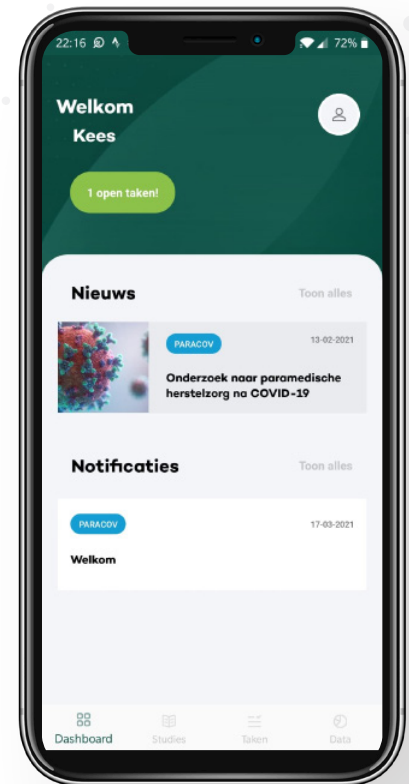 22:16 72%
Welkom
Kees
1 open taken!
Nieuws Toon alles
PARACOV 13-02-2021
Onderzoek naar paramedische
herstelzorg na COVID-19
Notificaties Toon alles
PARACOV 17-03-2021
Welkom
Dashboard Studies Taken Data